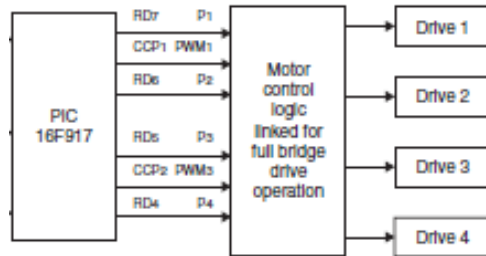 PIC
16F917
RD7 P1
CCP1 PWM1
RD6 P2
RD5 P3
CCP2 PWM3
RD4 P4
Motor
control
logic
linked for
full bridge
drive
operation
Drive 1
Drive 2
Drive 3
Drive 4